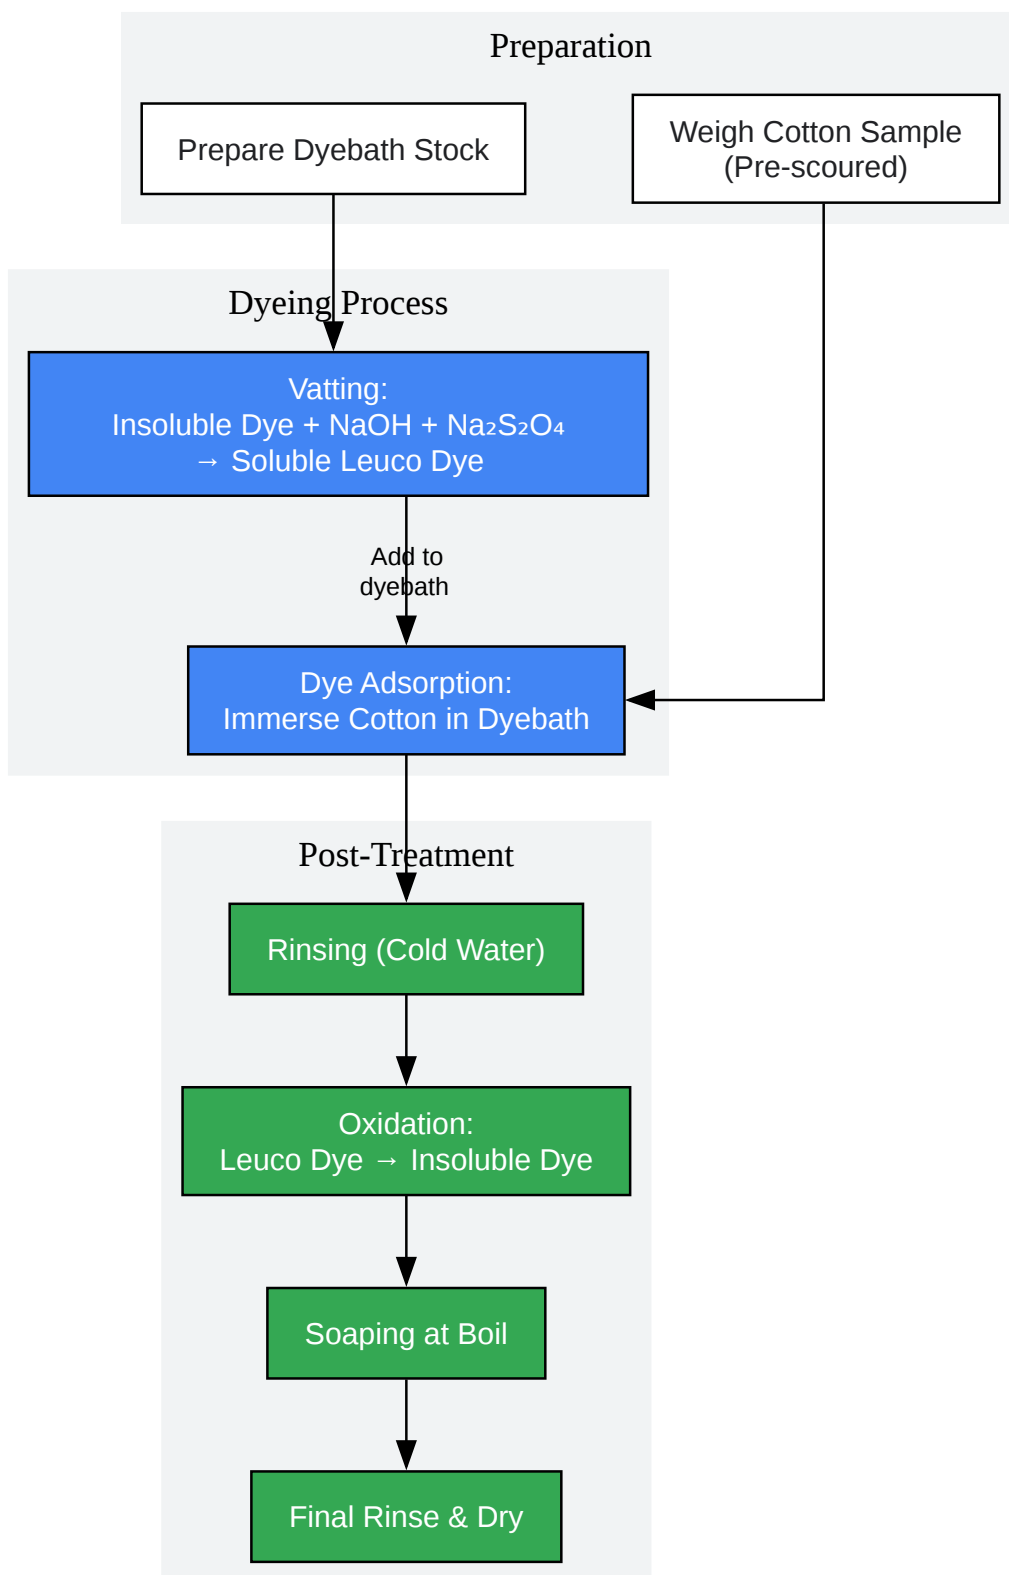 Preparation
Prepare Dyebath Stock
Weigh Cotton Sample
(Pre-scoured)
Dyeing Process
Vatting:
Insoluble Dye + NaOH + Na₂S₂O₄
→ Soluble Leuco Dye
Add to
dyebath
Dye Adsorption:
Immerse Cotton in Dyebath
Post-Treatment
Rinsing (Cold Water)
Oxidation:
Leuco Dye → Insoluble Dye
Soaping at Boil
Final Rinse & Dry